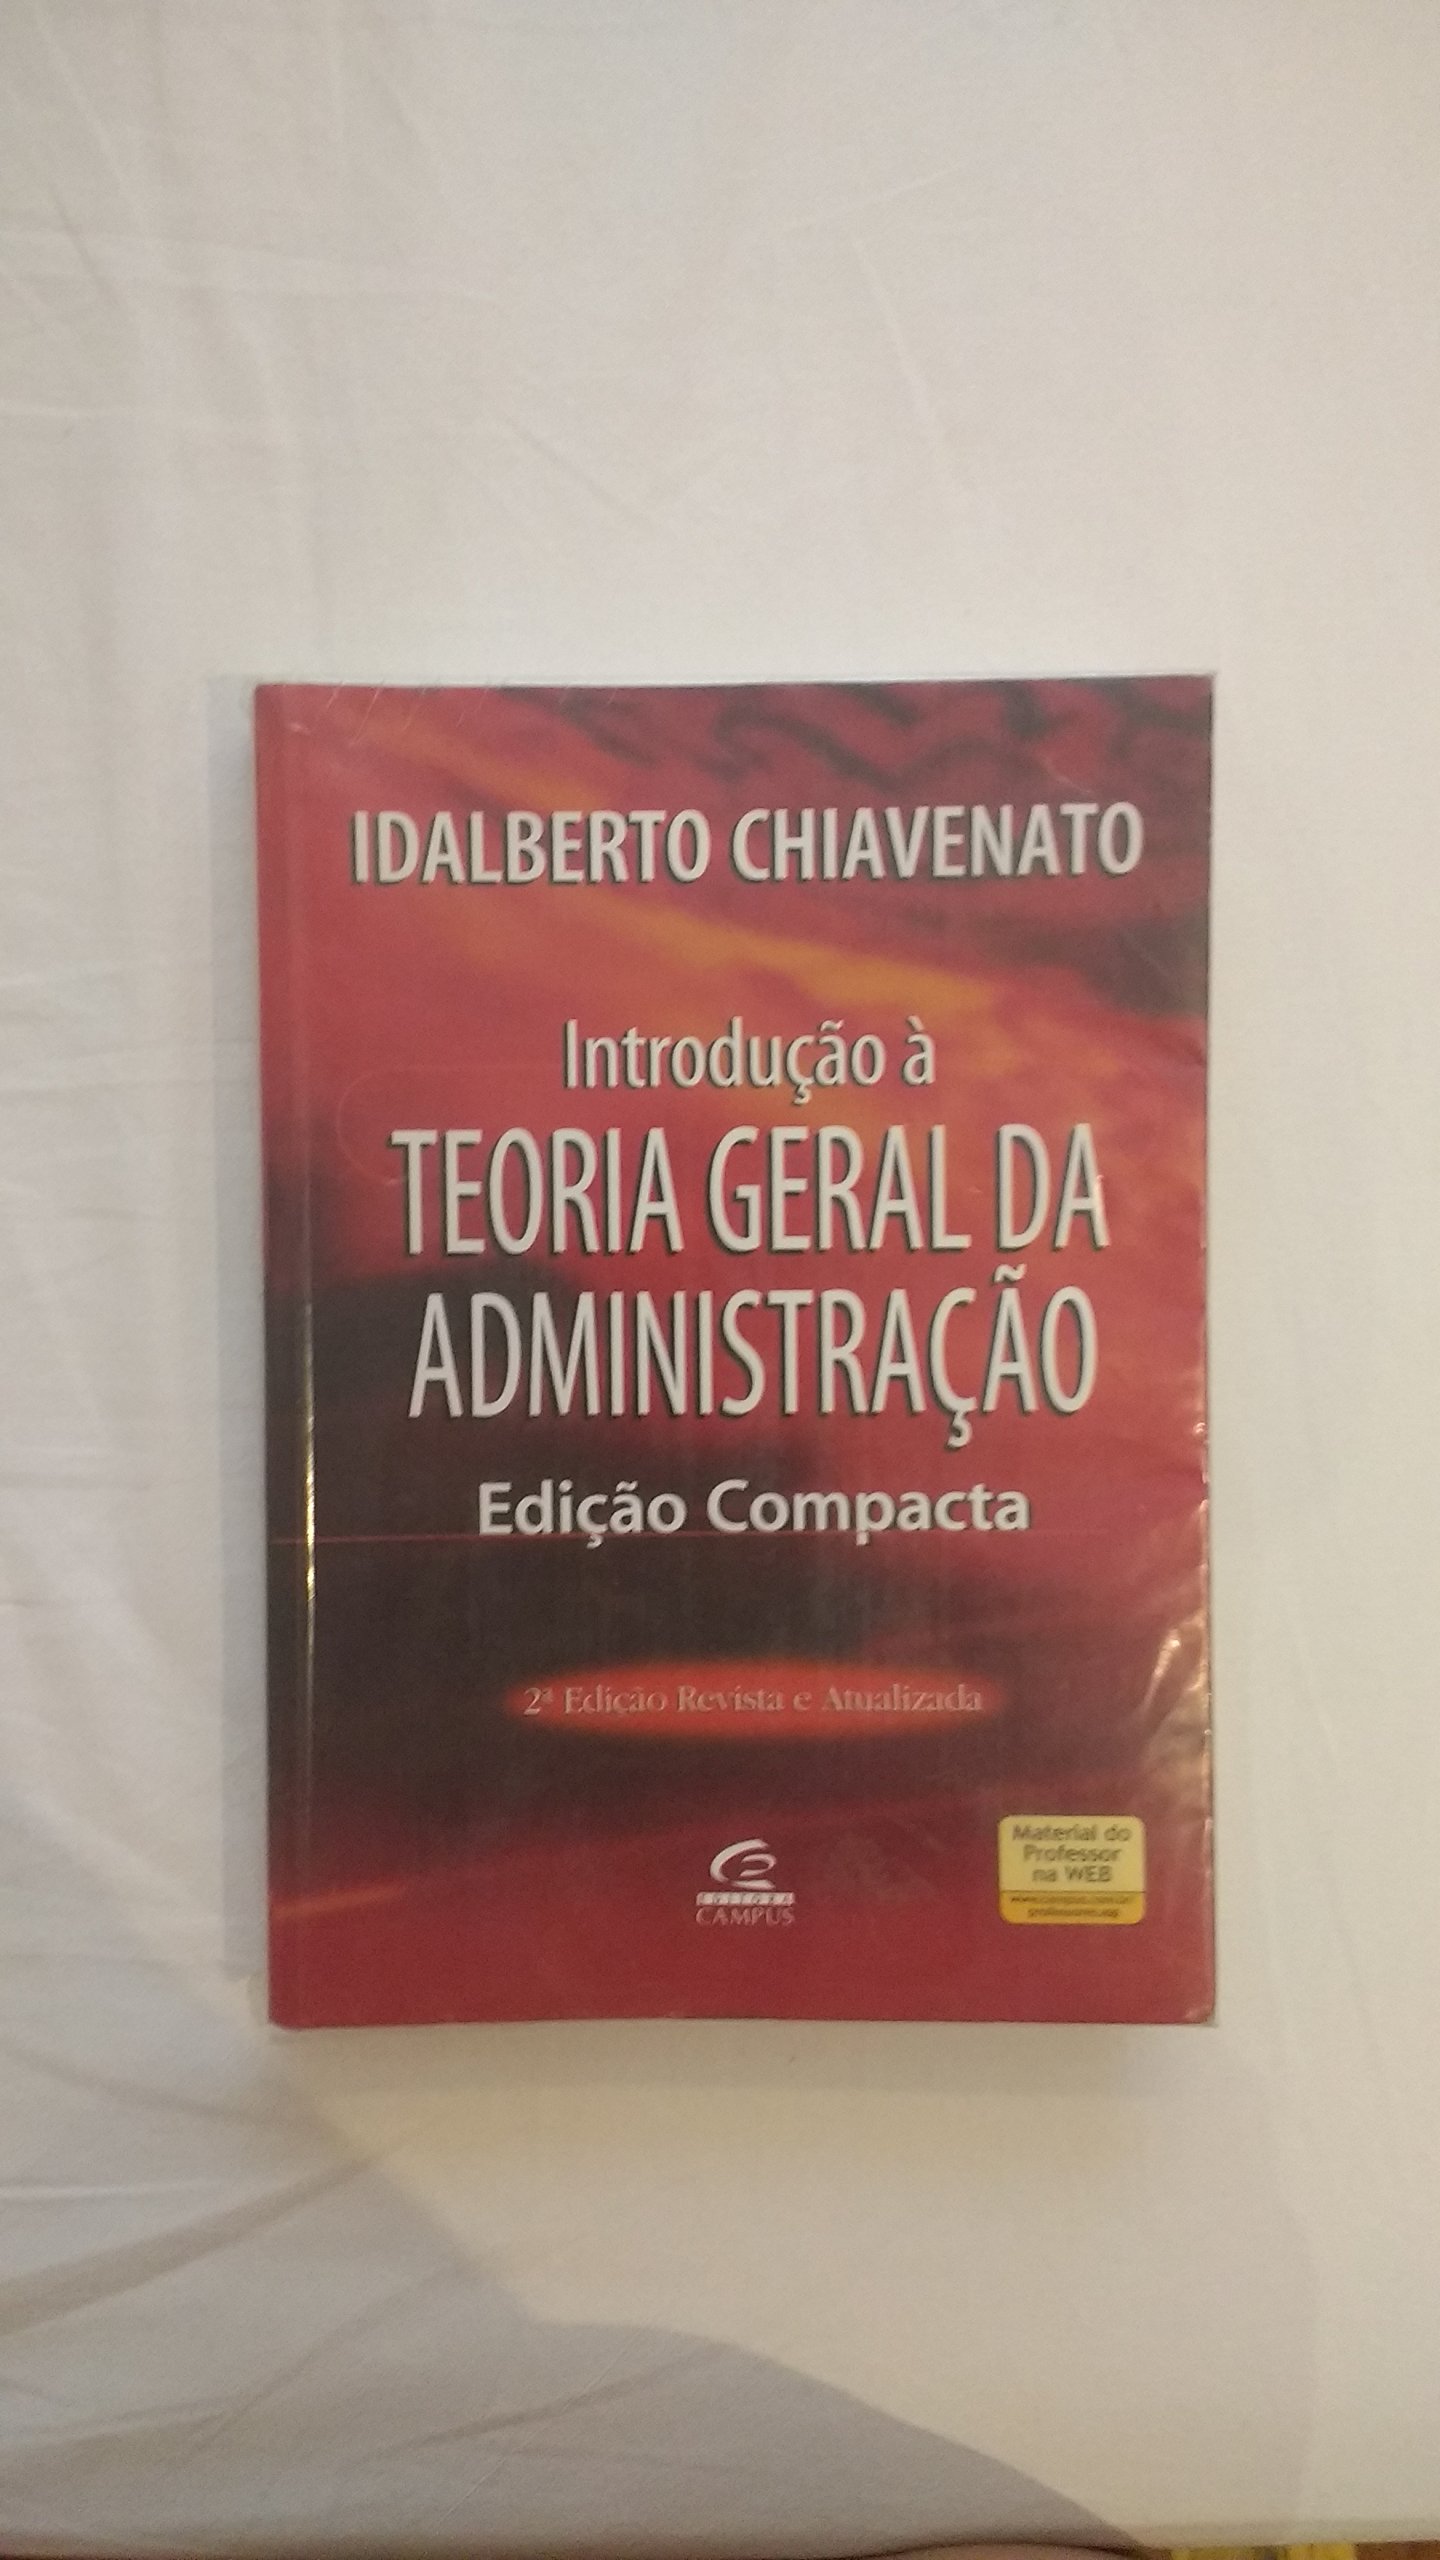 IDALBERTO CHIAVENATO
Introdução à
TEORIA GERAL DA
ADMINISTRAÇÃO
Edição Compacta
2ª Edição Revista e Atualizada
EDITORA
CAMPUS
Material do
Professor
na WEB